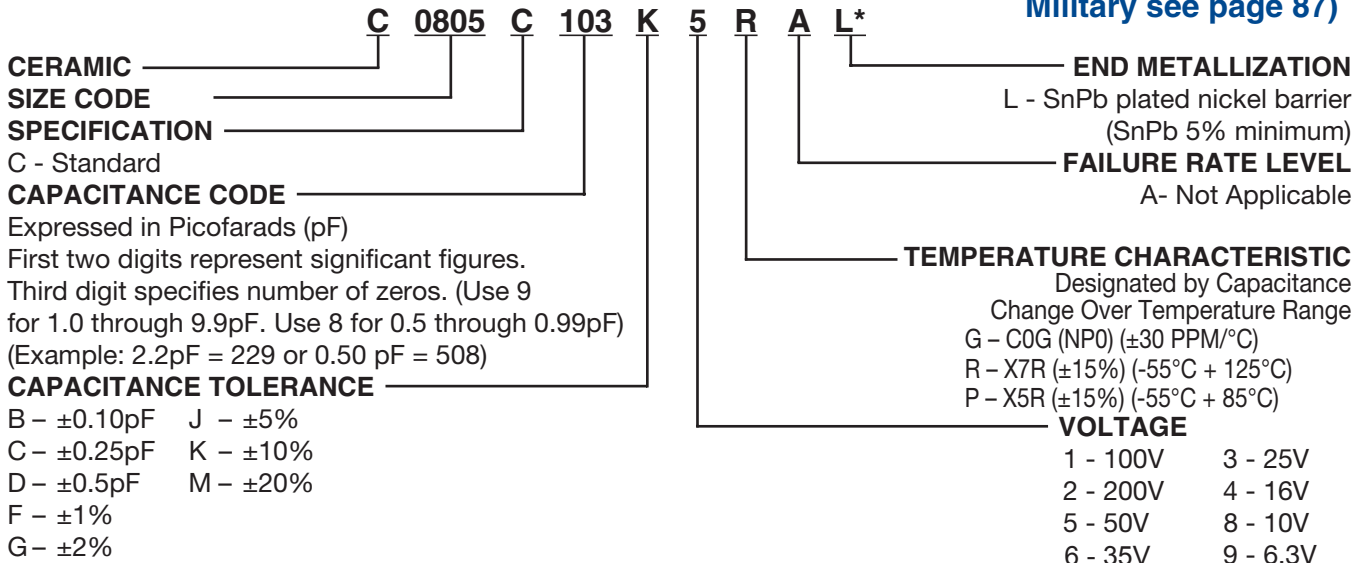 Military see page 87)
C 0805 C 103 K 5 R A L*
CERAMIC
SIZE CODE
SPECIFICATION
C - Standard
CAPACITANCE CODE
Expressed in Picofarads (pF)
First two digits represent significant figures.
Third digit specifies number of zeros. (Use 9
for 1.0 through 9.9pF. Use 8 for 0.5 through 0.99pF)
(Example: 2.2pF = 229 or 0.50 pF = 508)
CAPACITANCE TOLERANCE
B – ±0.10pF J – ±5%
C – ±0.25pF K – ±10%
D – ±0.5pF M – ±20%
F – ±1%
G – ±2%
END METALLIZATION
L - SnPb plated nickel barrier
(SnPb 5% minimum)
FAILURE RATE LEVEL
A- Not Applicable
TEMPERATURE CHARACTERISTIC
Designated by Capacitance
Change Over Temperature Range
G – C0G (NP0) (±30 PPM/°C)
R – X7R (±15%) (-55°C + 125°C)
P – X5R (±15%) (-55°C + 85°C)
VOLTAGE
1 - 100V 3 - 25V
2 - 200V 4 - 16V
5 - 50V 8 - 10V
6 - 35V 9 - 6.3V